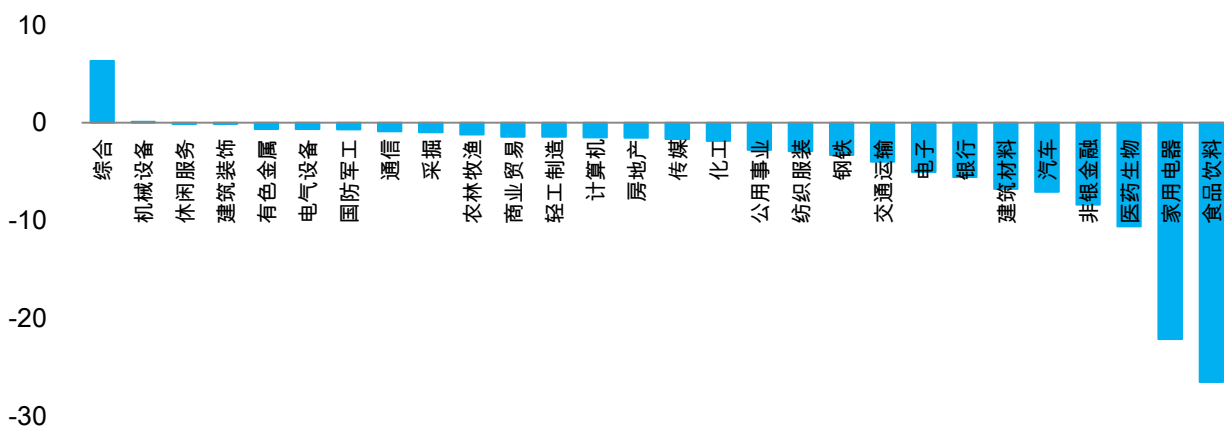 10
0
-10
-20
-30
综合
机械设备
休闲服务
建筑装饰
有色金属
电气设备
国防军工
通信
采掘
农林牧渔
商业贸易
轻工制造
计算机
房地产
传媒
化工
公用事业
纺织服装
钢铁
交通运输
电子
银行
建筑材料
汽车
非银金融
医药生物
家用电器
食品饮料